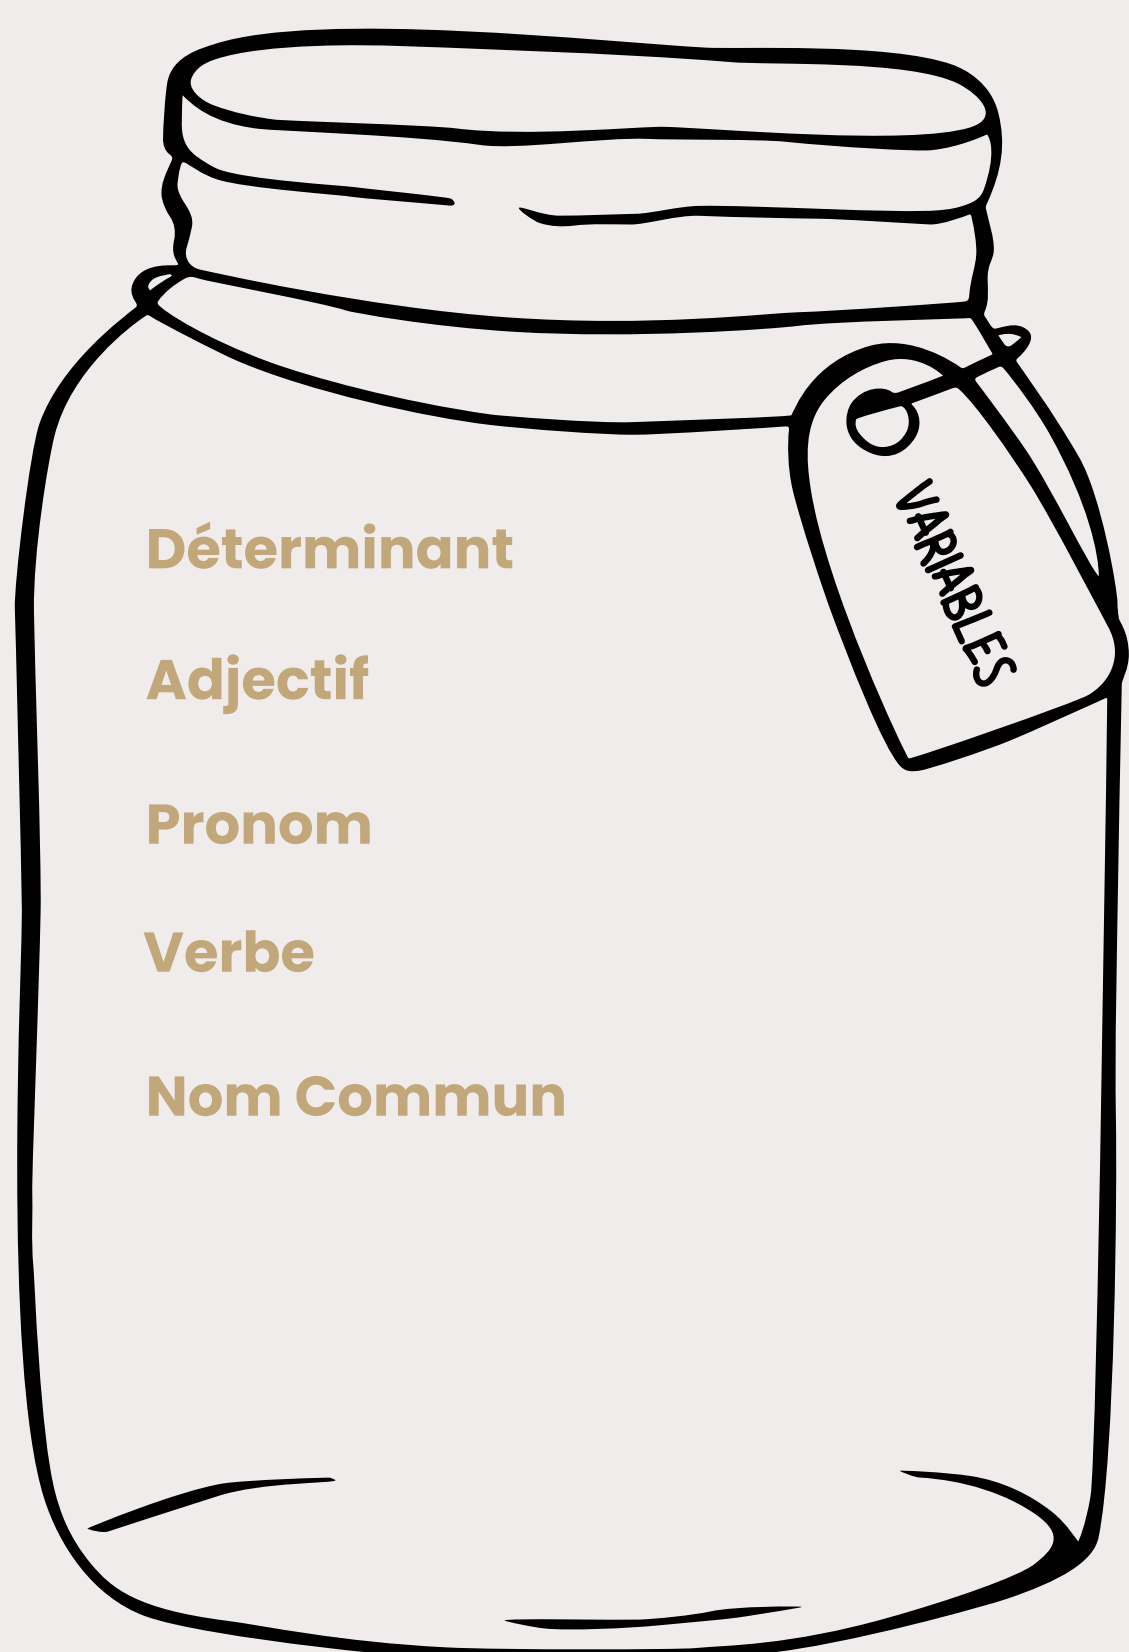 VARIABLES
Déterminant
Adjectif
Pronom
Verbe
Nom Commun